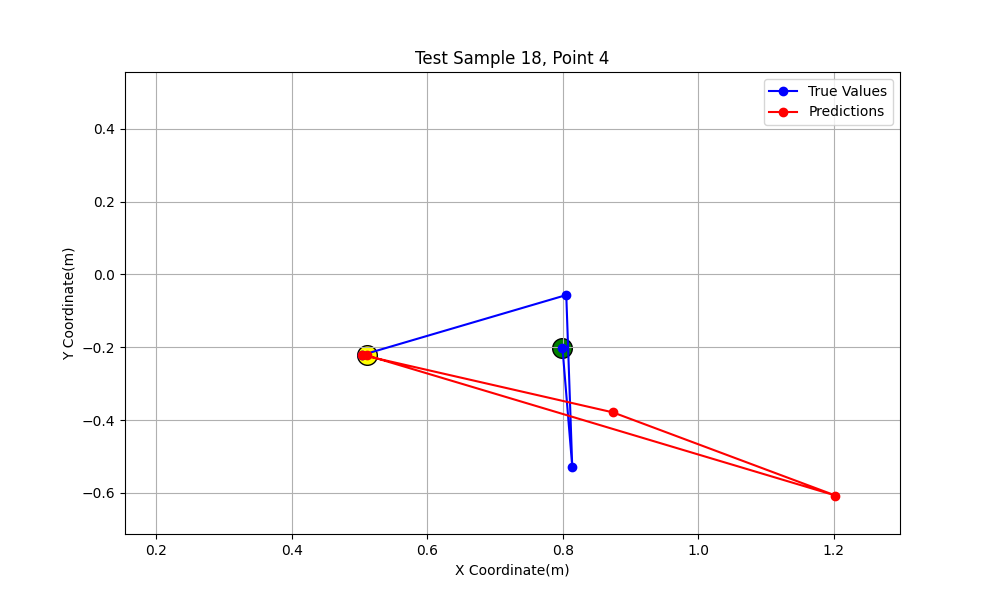 Test Sample 18, Point 4
True Values
Predictions
0.4
0.2
0.0
−0.2
−0.4
−0.6
Y Coordinate(m)
0.2 0.4 0.6 0.8 1.0 1.2
X Coordinate(m)